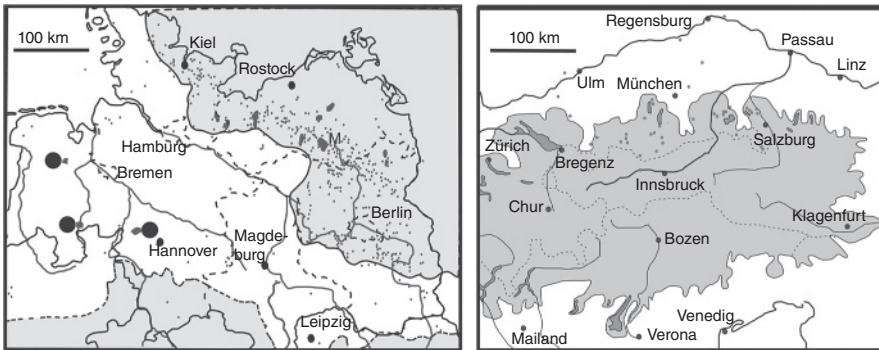 100 km
Kiel
Rostock
M
Hamburg
Bremen
Berlin
Hannover
Magde-
burg
Leipzig
100 km
Regensburg
Passau
Linz
Ulm
München
Salzburg
Zürich
Bregenz
Innsbruck
Chur
Klagenfurt
Bozen
Venedig
Mailand
Verona